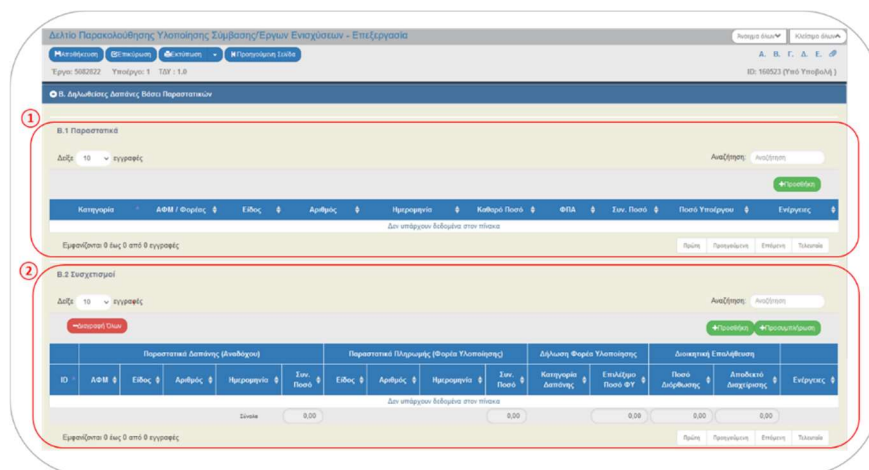 Δελτίο Παρακολούθησης Υλοποίησης Σύμβασης/Έργων Ενισχύσεων - Επεξεργασία
Άνοιγμα όλων Κλείσιμο όλων
Αποθήκευση Επικύρωση Εκτύπωση Προηγούμενη Σελίδα
Α. Β. Γ. Δ. Ε.
Έργο: 5082822 Υποέργο: 1 ΤΔΥ : 1.0
ID: 160523 (Υπό Υποβολή )
Β. Δηλωθείσες Δαπάνες Βάσει Παραστατικών
1
Β.1 Παραστατικά
Δείξε 10 εγγραφές
Αναζήτηση: Αναζήτηση
+Προσθήκη
Κατηγορία ΑΦΜ / Φορέας Είδος Αριθμός Ημερομηνία Καθαρό Ποσό ΦΠΑ Συν. Ποσό Ποσό Υποέργου Ενέργειες
Δεν υπάρχουν δεδομένα στον πίνακα
Εμφανίζονται 0 έως 0 από 0 εγγραφές
Πρώτη Προηγούμενη Επόμενη Τελευταία
2
Β.2 Συσχετισμοί
Δείξε 10 εγγραφές
Αναζήτηση: Αναζήτηση
Διαγραφή Όλων
+Προσθήκη +Προσυμπλήρωση
Παραστατικά Δαπάνης (Αναδόχου) Παραστατικά Πληρωμής (Φορέα Υλοποίησης) Δήλωση Φορέα Υλοποίησης Διοικητική Επαλήθευση
ID ΑΦΜ Είδος Αριθμός Ημερομηνία Συν. Ποσό Είδος Αριθμός Ημερομηνία Συν. Ποσό Κατηγορία Δαπάνης Επιλέξιμο Ποσό ΦΥ Ποσό Διόρθωσης Αποδεκτό Διαχείρισης Ενέργειες
Δεν υπάρχουν δεδομένα στον πίνακα
Σύνολα 0,00 0,00 0,00 0,00 0,00
Εμφανίζονται 0 έως 0 από 0 εγγραφές
Πρώτη Προηγούμενη Επόμενη Τελευταία